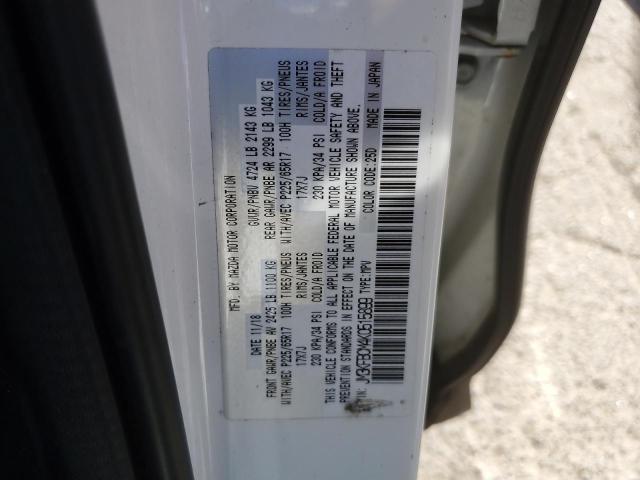 MFD. BY MAZDA MOTOR CORPORATION
DATE 11/18 GVWR/PNBV 4724 LB 2143 KG
FRONT GAWR/PNBE AV 2425 LB 1100 KG REAR GAWR/PNBE AR 2299 LB 1043 KG
WITH/AVEC P225/65R17 100H TIRES/PNEUS WITH/AVEC P225/65R17 100H TIRES/PNEUS
17X7J RIMS/JANTES 17X7J RIMS/JANTES
230 KPA/34 PSI COLD/A FROID 230 KPA/34 PSI COLD/A FROID
THIS VEHICLE CONFORMS TO ALL APPLICABLE FEDERAL MOTOR VEHICLE SAFETY AND THEFT
PREVENTION STANDARDS IN EFFECT ON THE DATE OF MANUFACTURE SHOWN ABOVE.
VIN: JM3KFBCM4K0515899 TYPE:MPV COLOR CODE:25D MADE IN JAPAN